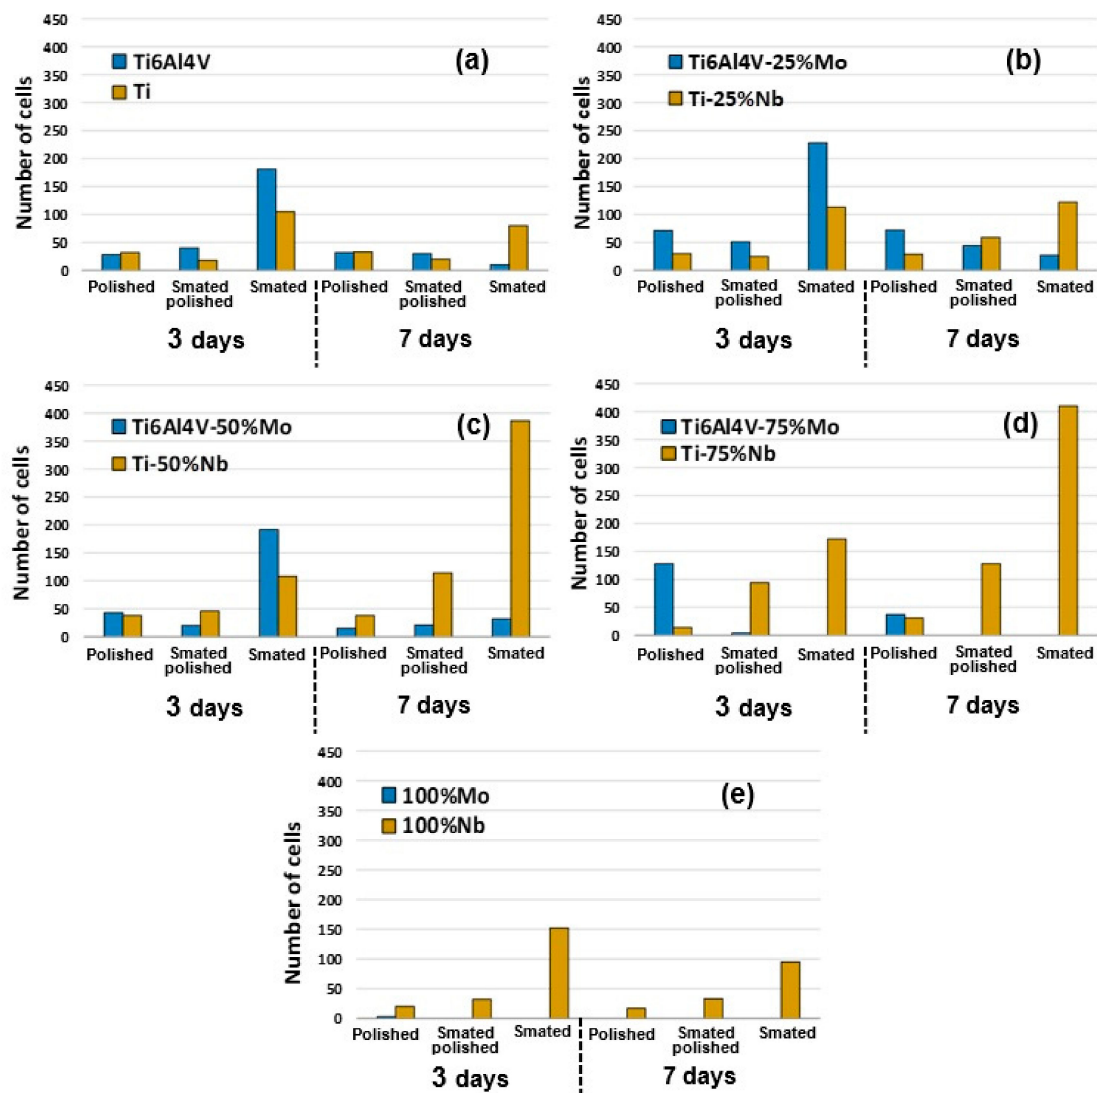 450
400
350
300
250
200
150
100
50
0
Number of cells
Ti6Al4V
Ti
(a)
Polished Smated polished Smated Polished Smated polished Smated
3 days 7 days
450
400
350
300
250
200
150
100
50
0
Number of cells
Ti6Al4V-25%Mo
Ti-25%Nb
(b)
Polished Smated polished Smated Polished Smated polished Smated
3 days 7 days
450
400
350
300
250
200
150
100
50
0
Number of cells
Ti6Al4V-50%Mo
Ti-50%Nb
(c)
Polished Smated polished Smated Polished Smated polished Smated
3 days 7 days
450
400
350
300
250
200
150
100
50
0
Number of cells
Ti6Al4V-75%Mo
Ti-75%Nb
(d)
Polished Smated polished Smated Polished Smated polished Smated
3 days 7 days
450
400
350
300
250
200
150
100
50
0
Number of cells
100%Mo
100%Nb
(e)
Polished Smated polished Smated Polished Smated polished Smated
3 days 7 days